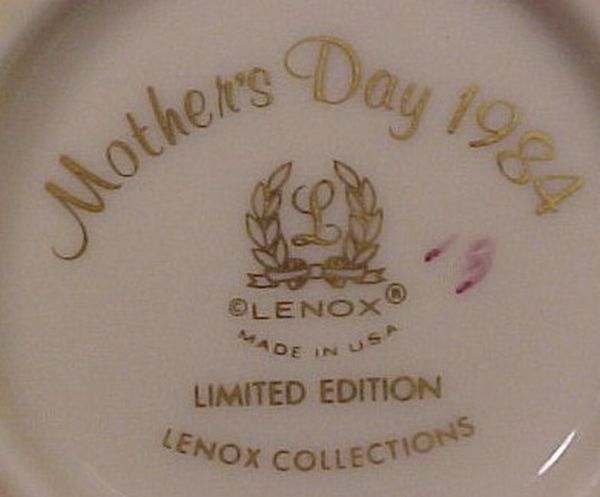 Mother's Day 1984
L
©LENOX®
MADE IN USA
LIMITED EDITION
LENOX COLLECTIONS